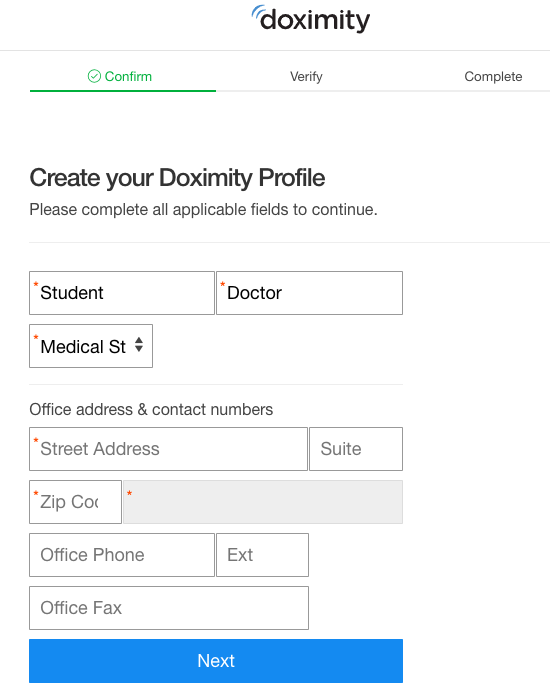 doximity
Confirm Verify Complete
Create your Doximity Profile
Please complete all applicable fields to continue.
*Student *Doctor
*Medical St
Office address & contact numbers
*Street Address Suite
*Zip Coc *
Office Phone Ext
Office Fax
Next